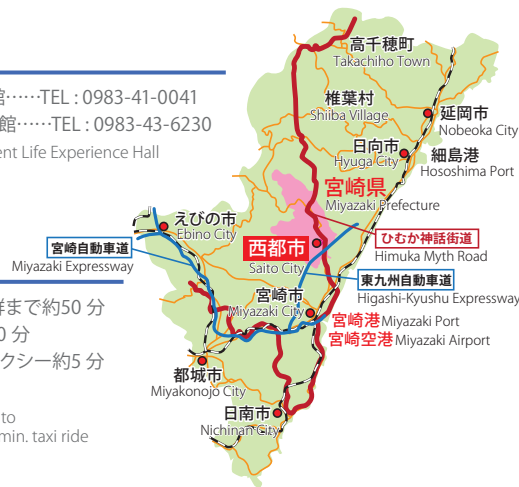 館……TEL : 0983-41-0041
館……TEL : 0983-43-6230
ent Life Experience Hall
群まで約50 分
0 分
クシー約5 分
to
min. taxi ride
高千穂町
Takachiho Town
椎葉村
Shiiba Village
延岡市
Nobeoka City
日向市
Hyuga City
細島港
Hososhima Port
宮崎県
Miyazaki Prefecture
えびの市
Ebino City
宮崎自動車道
Miyazaki Expressway
西都市
Saito City
ひむか神話街道
Himuka Myth Road
東九州自動車道
Higashi-Kyushu Expressway
宮崎市
Miyazaki City
宮崎港 Miyazaki Port
宮崎空港 Miyazaki Airport
都城市
Miyakonojo City
日南市
Nichinan City